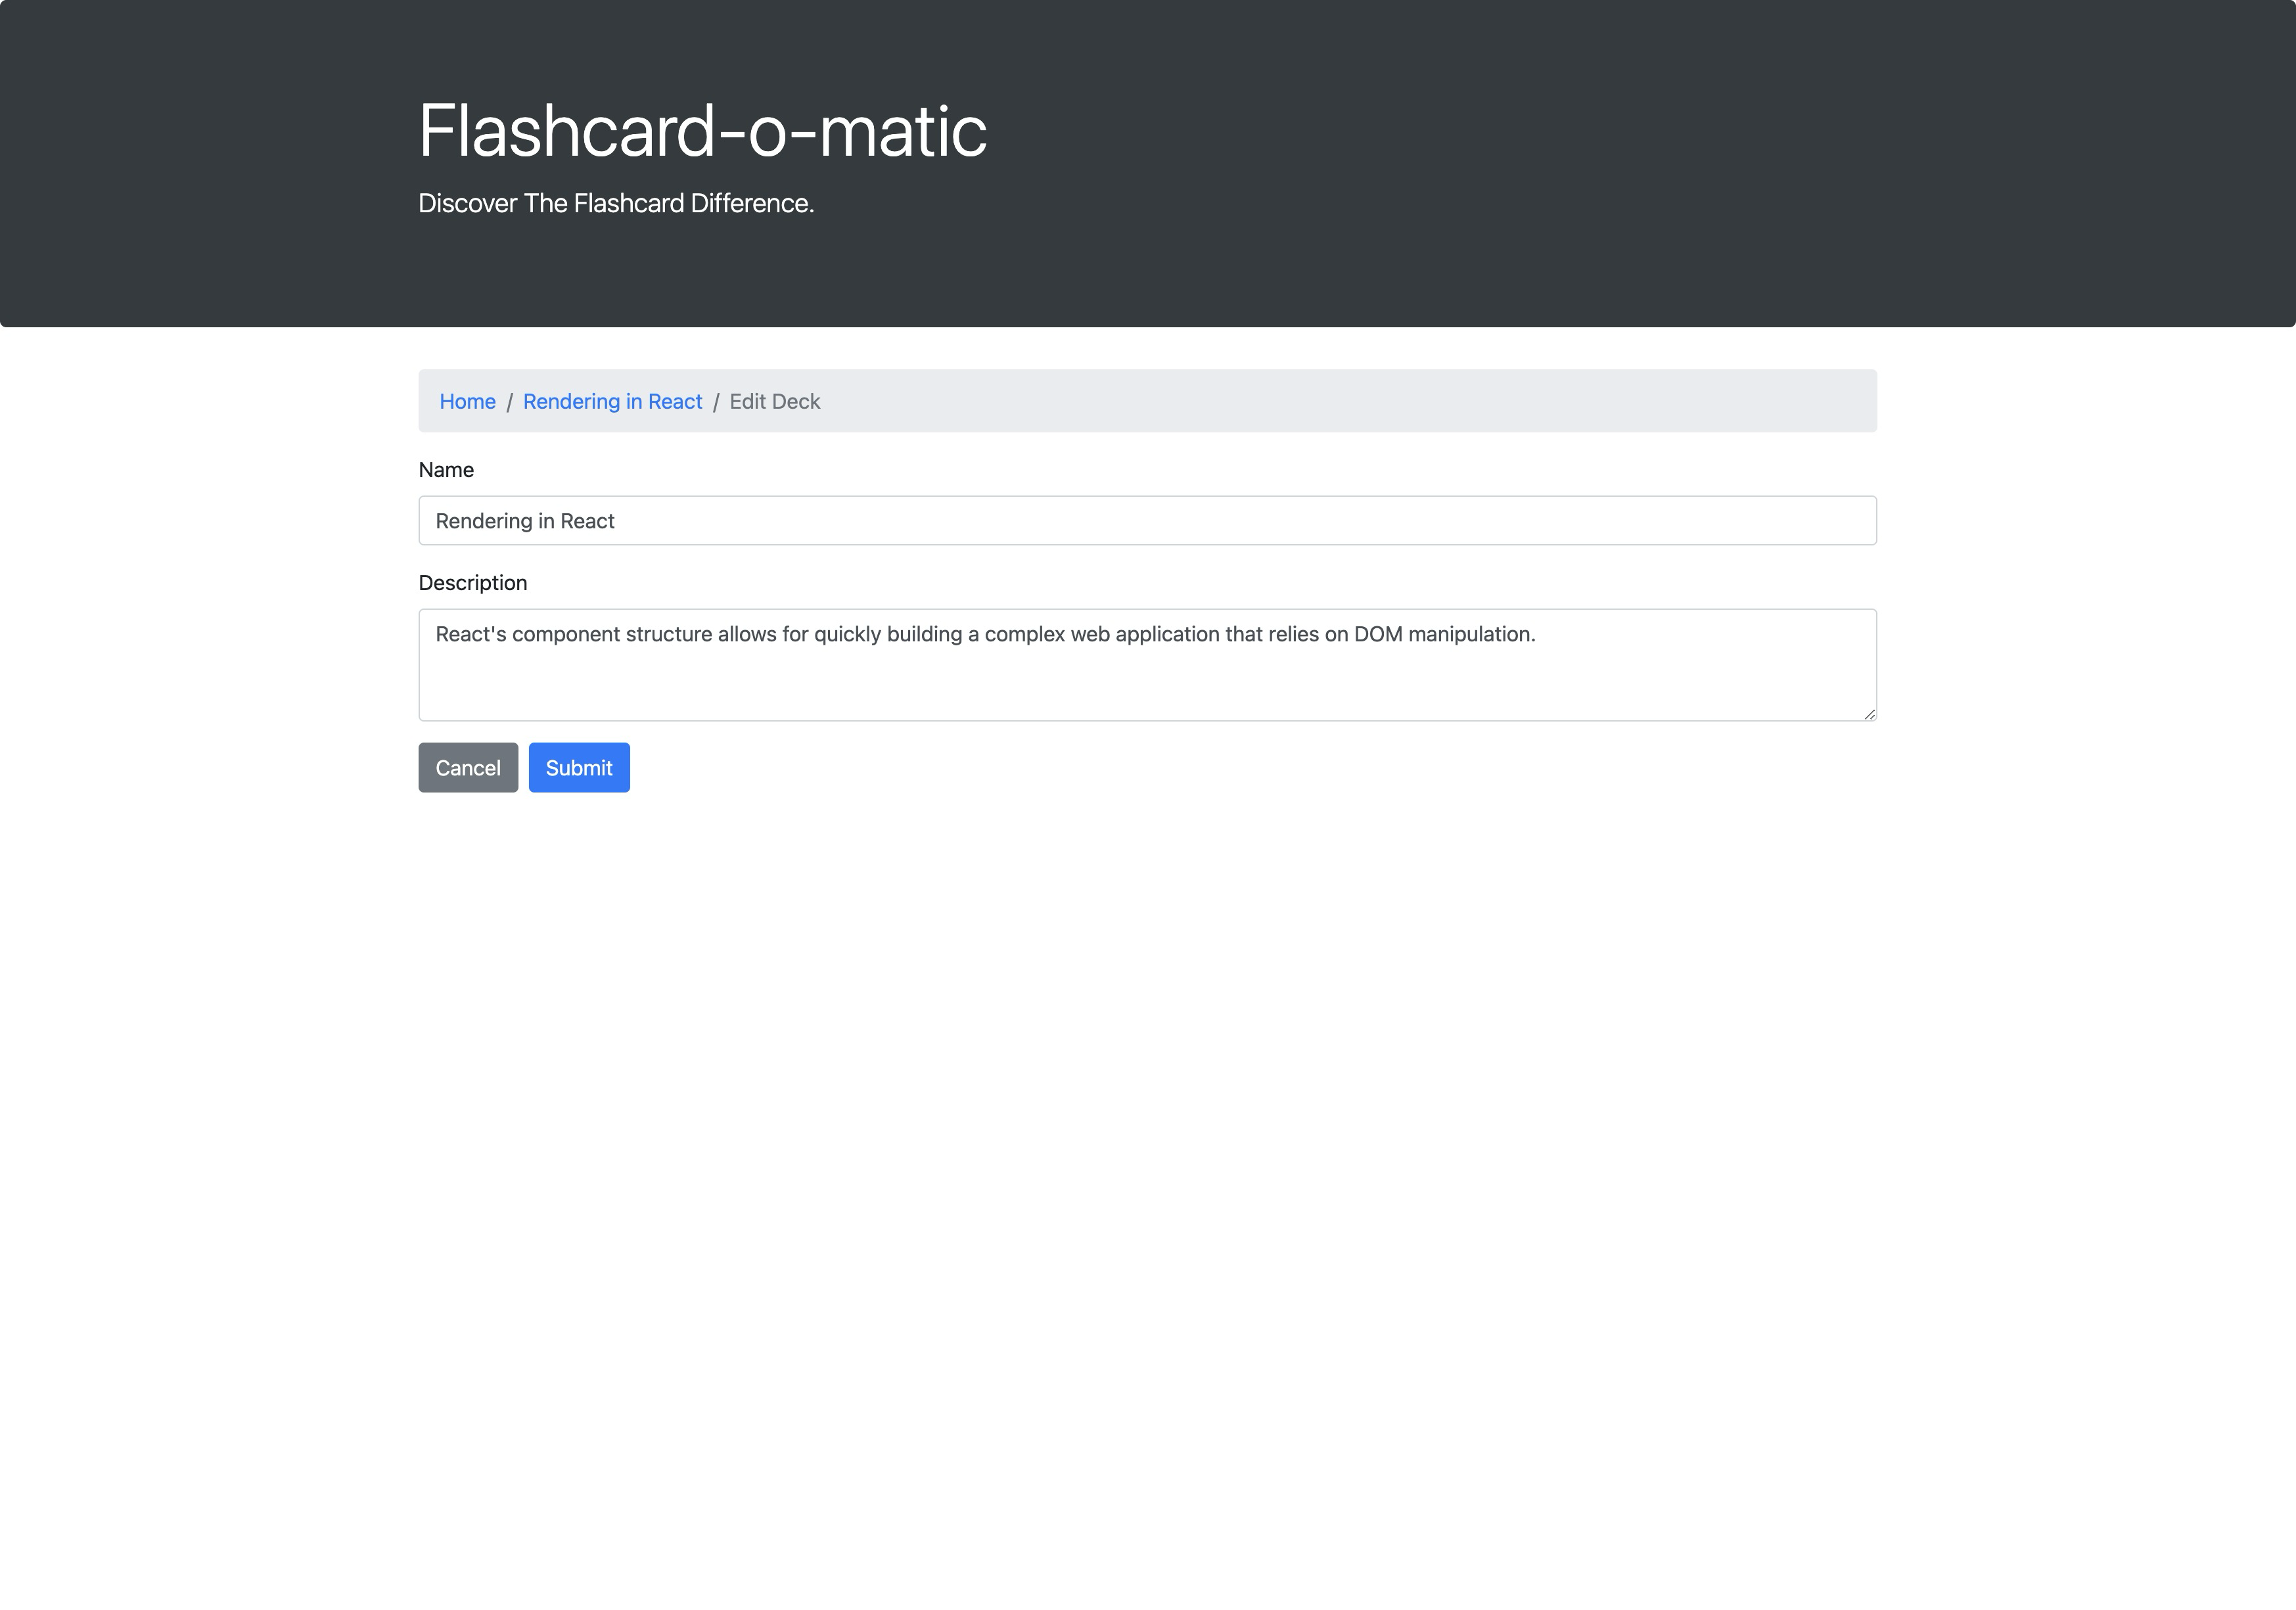 Flashcard-o-matic
Discover The Flashcard Difference.
Home / Rendering in React / Edit Deck
Name
Rendering in React
Description
React's component structure allows for quickly building a complex web application that relies on DOM manipulation.
Cancel Submit